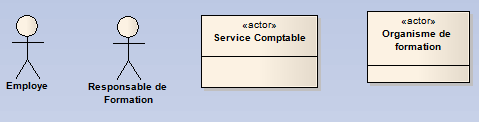 Employe
Responsable de
Formation
«actor»
Service Comptable
«actor»
Organisme de
formation